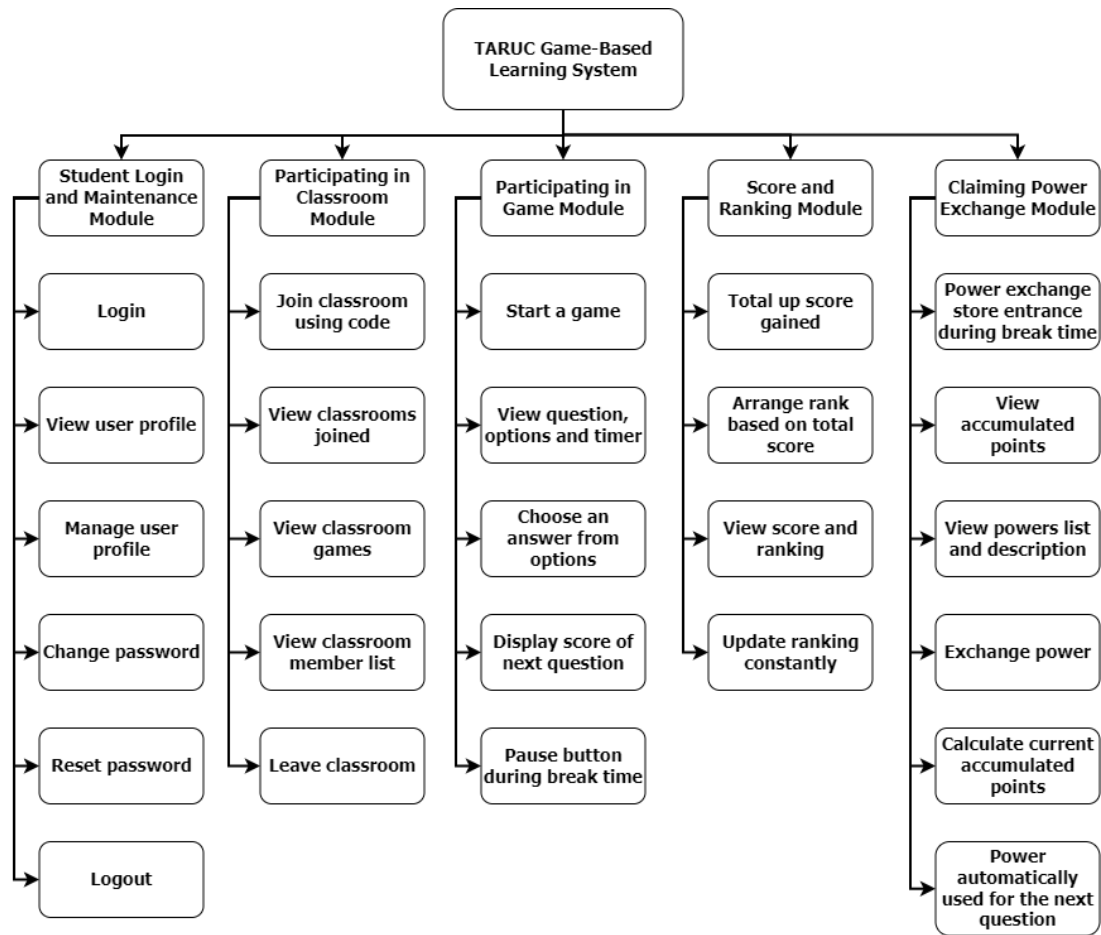 TARUC Game-Based
Learning System
Student Login
and Maintenance
Module
Login
View user profile
Manage user
profile
Change password
Reset password
Logout
Participating in
Classroom
Module
Join classroom
using code
View classrooms
joined
View classroom
games
View classroom
member list
Leave classroom
Participating in
Game Module
Start a game
View question,
options and timer
Choose an
answer from
options
Display score of
next question
Pause button
during break time
Score and
Ranking Module
Total up score
gained
Arrange rank
based on total
score
View score and
ranking
Update ranking
constantly
Claiming Power
Exchange Module
Power exchange
store entrance
during break time
View
accumulated
points
View powers list
and description
Exchange power
Calculate current
accumulated
points
Power
automatically
used for the next
question